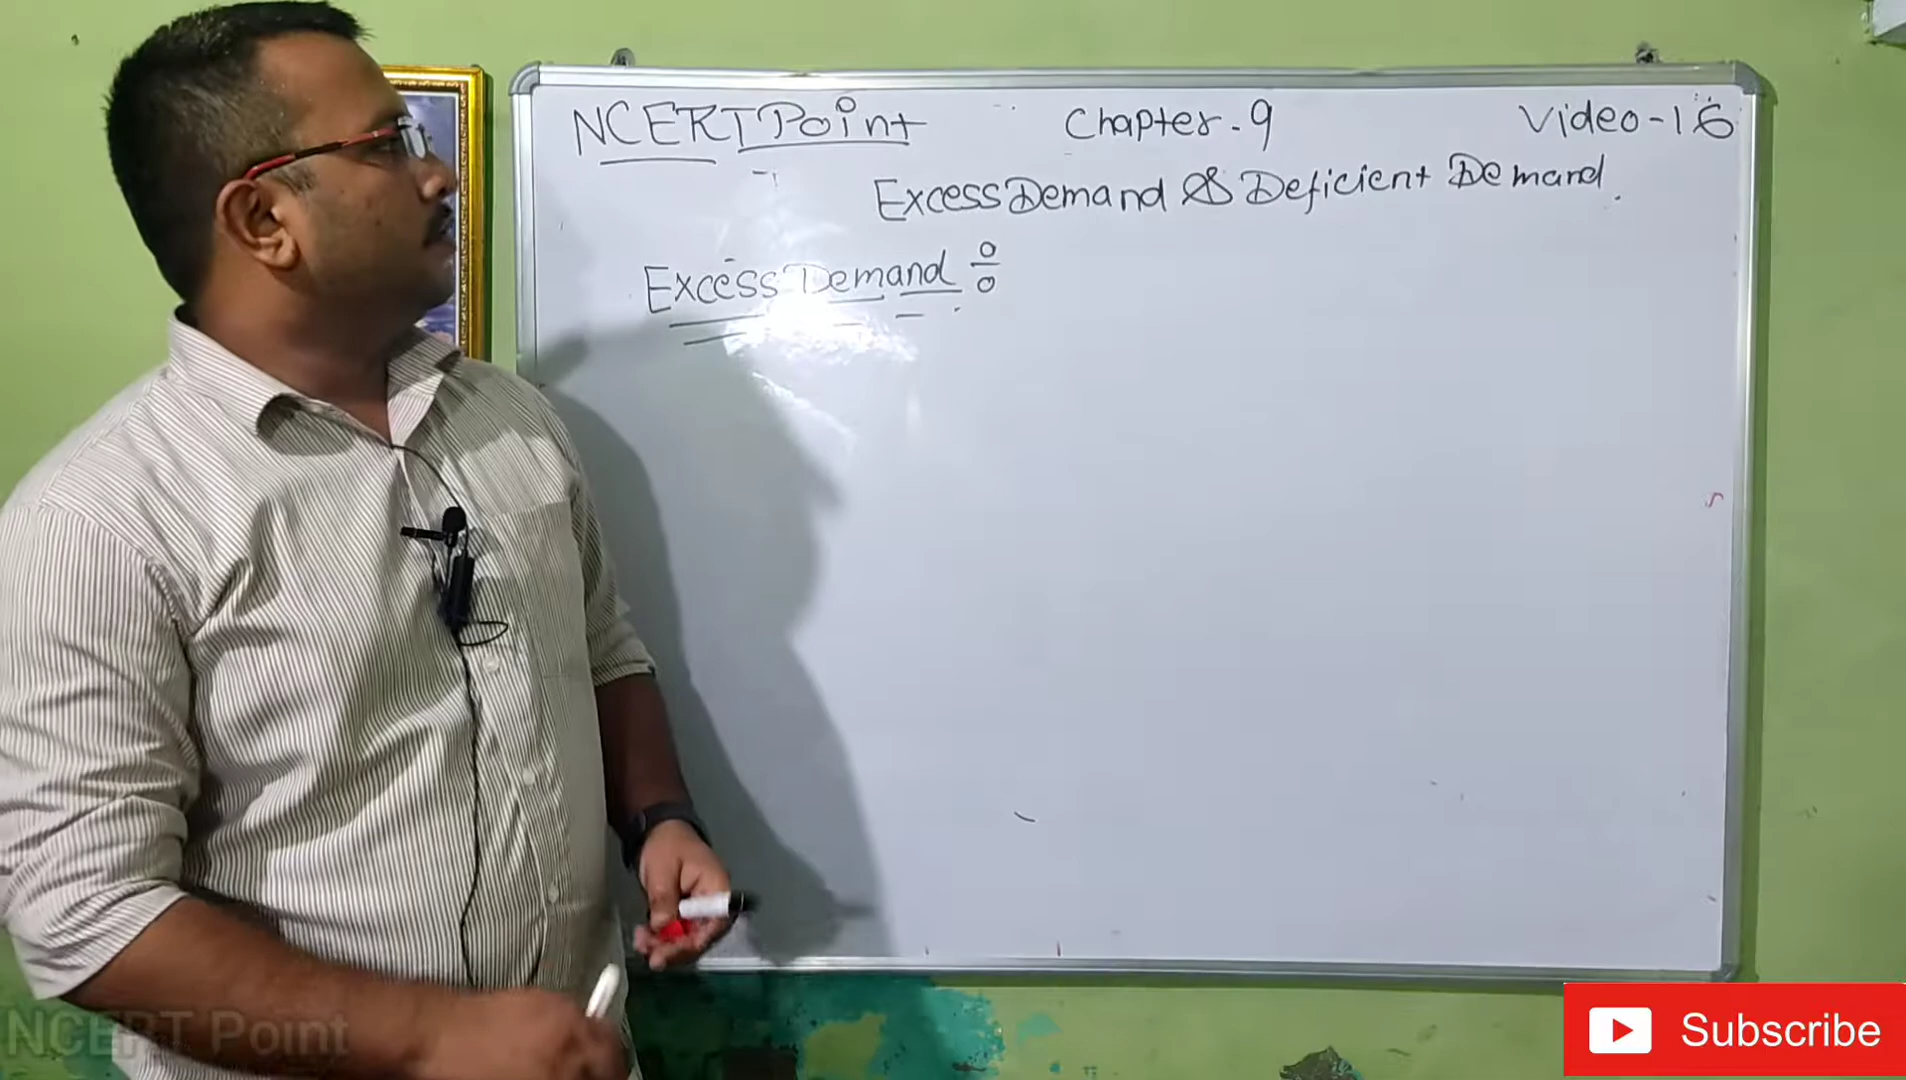 NCERT Point Chapter-9 Video-16
Excess Demand & Deficient Demand.
Excess Demand ÷
NCERT Point
Subscribe